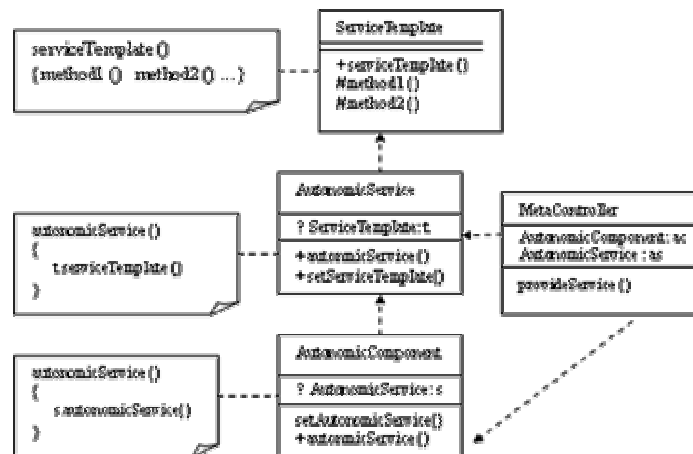 serviceTemplate()
{method1() method2() ...}
ServiceTemplate
+serviceTemplate()
#method1()
#method2()
autonomicService()
{
t.serviceTemplate()
}
AutonomicService
? ServiceTemplate:t
+autonomicService()
+setServiceTemplate()
MetaController
AutonomicComponent:ac
AutonomicService:as
provideService()
autonomicService()
{
s.autonomicService()
}
AutonomicComponent
? AutonomicService:s
setAutonomicService()
+autonomicService()